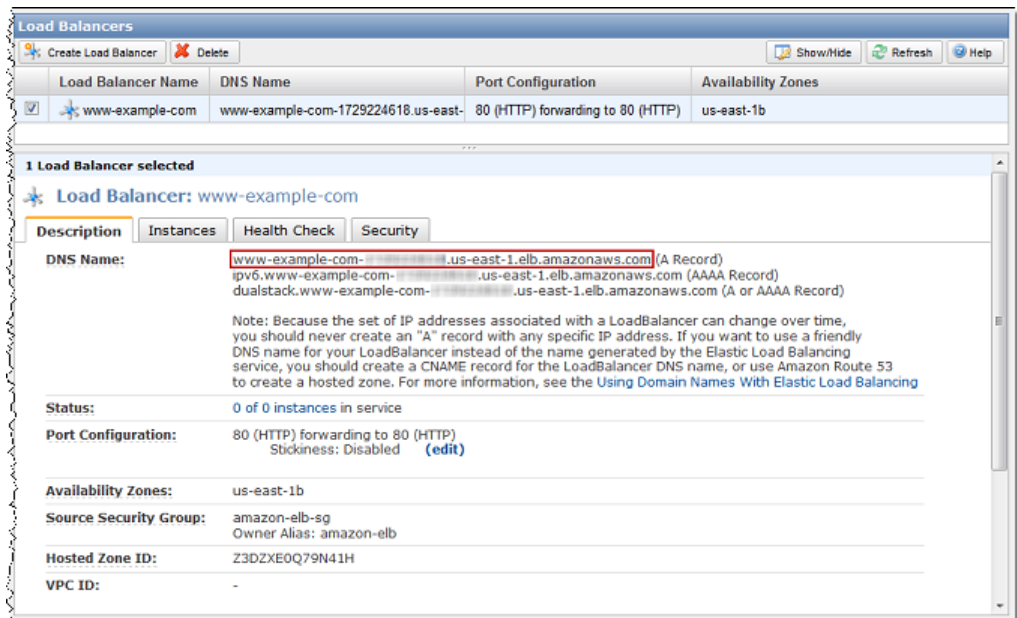 Load Balancers
Create Load Balancer Delete Show/Hide Refresh Help
Load Balancer Name DNS Name Port Configuration Availability Zones
www-example-com www-example-com-1729224618.us-east- 80 (HTTP) forwarding to 80 (HTTP) us-east-1b
1 Load Balancer selected
Load Balancer: www-example-com
Description Instances Health Check Security
DNS Name: www-example-com- .us-east-1.elb.amazonaws.com (A Record)
ipv6.www-example-com- .us-east-1.elb.amazonaws.com (AAAA Record)
dualstack.www-example-com- .us-east-1.elb.amazonaws.com (A or AAAA Record)
Note: Because the set of IP addresses associated with a LoadBalancer can change over time,
you should never create an "A" record with any specific IP address. If you want to use a friendly
DNS name for your LoadBalancer instead of the name generated by the Elastic Load Balancing
service, you should create a CNAME record for the LoadBalancer DNS name, or use Amazon Route 53
to create a hosted zone. For more information, see the Using Domain Names With Elastic Load Balancing
Status: 0 of 0 instances in service
Port Configuration: 80 (HTTP) forwarding to 80 (HTTP)
Stickiness: Disabled (edit)
Availability Zones: us-east-1b
Source Security Group: amazon-elb-sg
Owner Alias: amazon-elb
Hosted Zone ID: Z3DZXE0Q79N41H
VPC ID: -